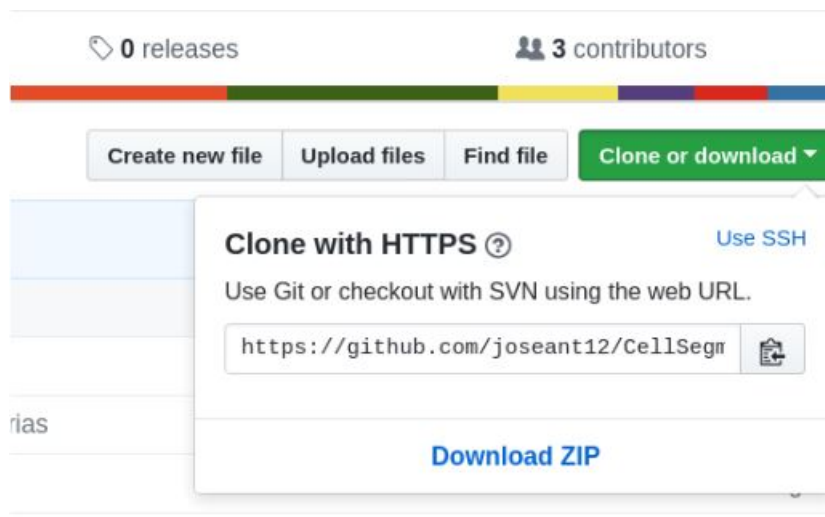 0 releases
3 contributors
Create new file
Upload files
Find file
Clone or download
Clone with HTTPS
Use SSH
Use Git or checkout with SVN using the web URL.
https://github.com/joseant12/CellSegm
rias
Download ZIP